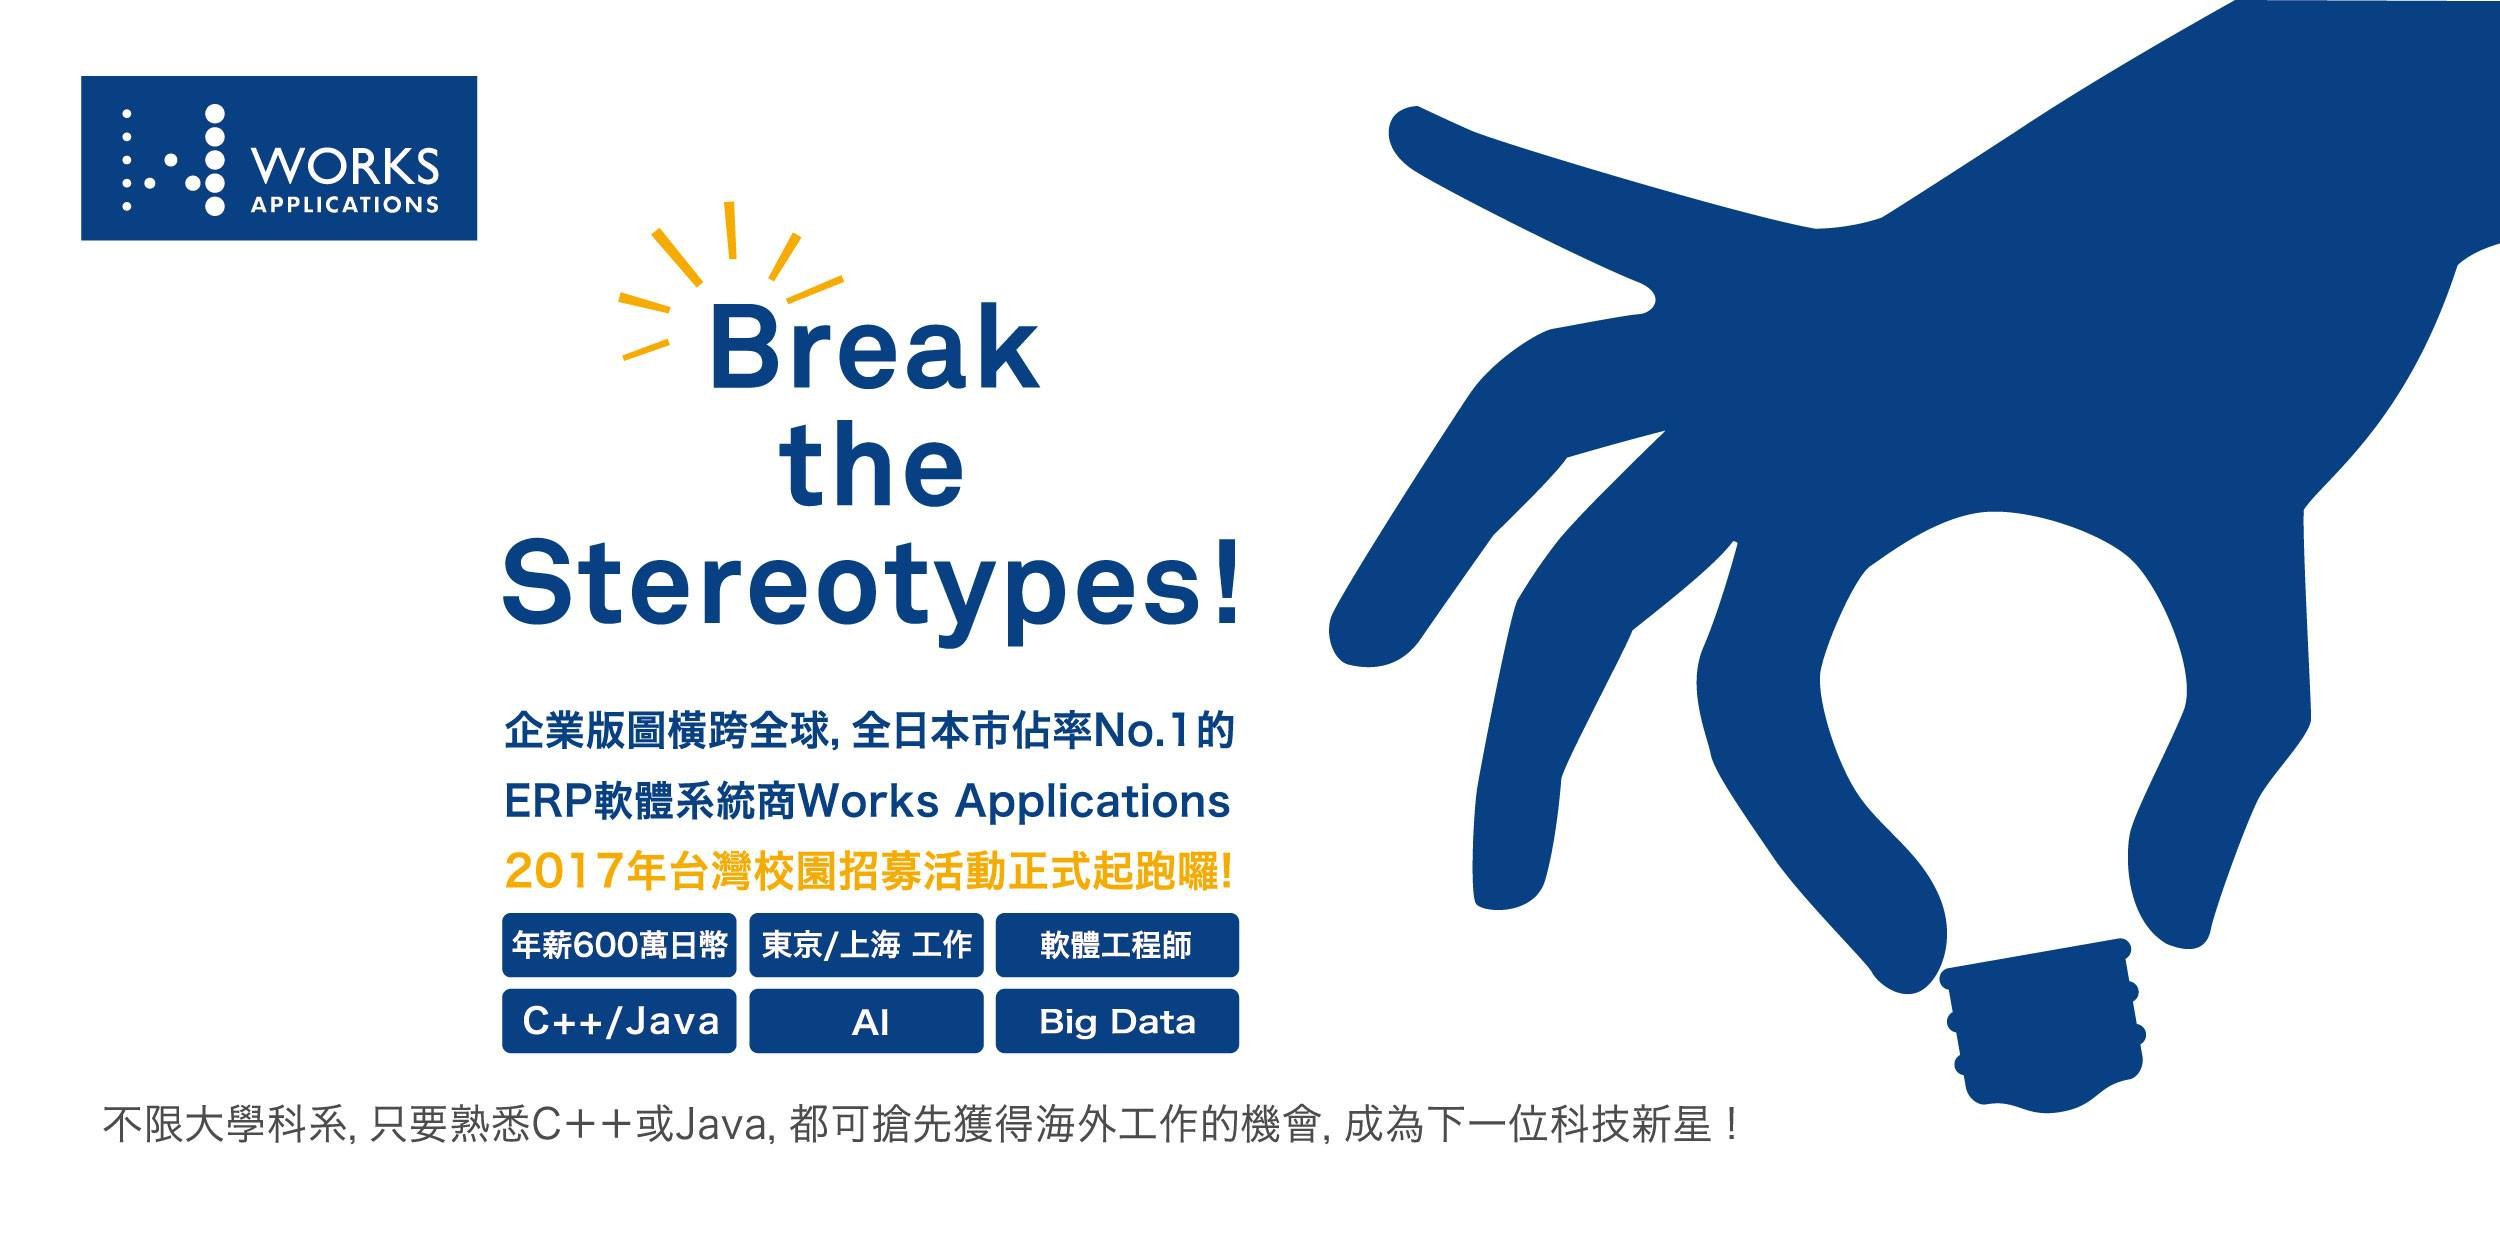 WORKS
APPLICATIONS
Break
the
Stereotypes!
企業版圖橫跨全球, 全日本市佔率No.1的
ERP軟體系統商Works Applications
2017年台灣校園招募活動正式起跑囉!
年薪600萬日幣
東京/上海 工作
軟體工程師
C++/Java
AI
Big Data
不限大學科系, 只要熟悉C++或Java, 都可搶先獲得海外工作的機會, 成為下一位科技新星！